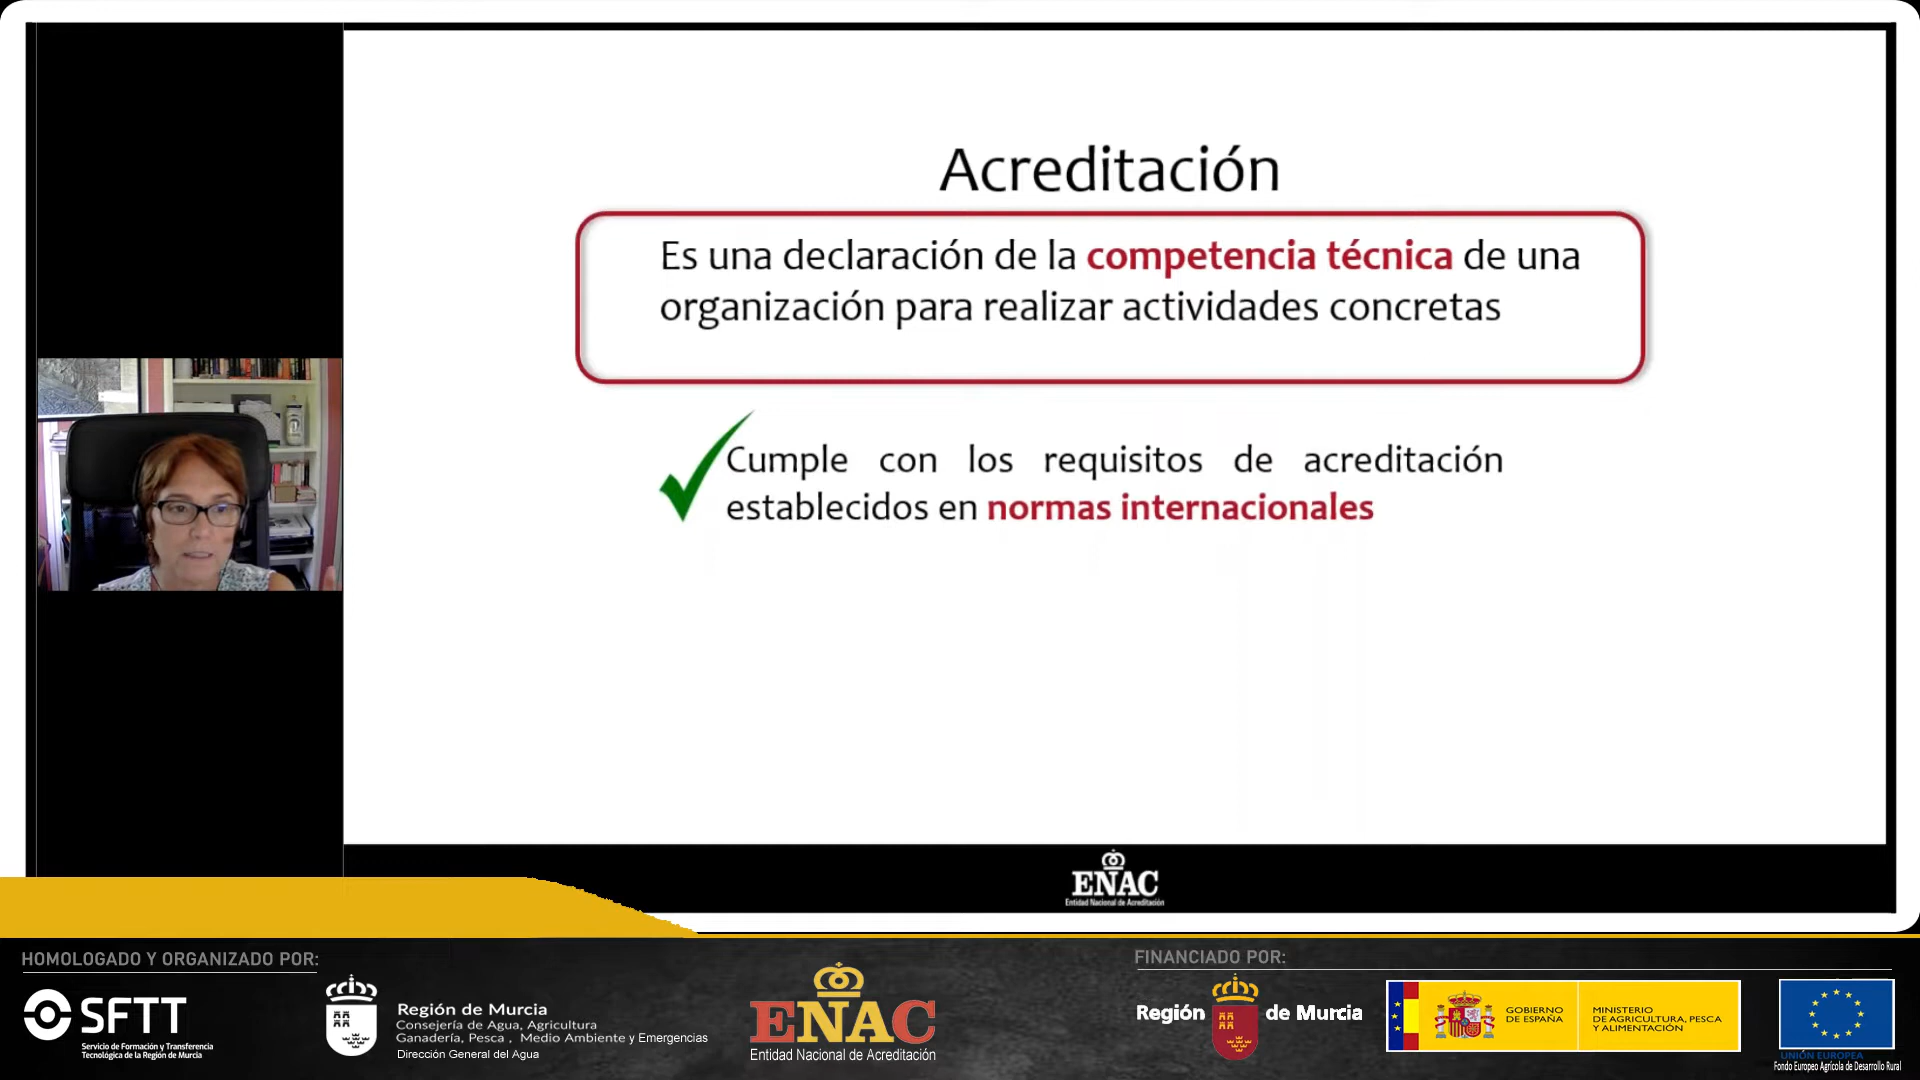 Acreditación
Es una declaración de la competencia técnica de una
organización para realizar actividades concretas
Cumple con los requisitos de acreditación
establecidos en normas internacionales
ENAC
Entidad Nacional de Acreditación
HOMOLOGADO Y ORGANIZADO POR:
SFTT
Servicio de Formación y Transferencia
Tecnológica de la Región de Murcia
Región de Murcia
Consejería de Agua, Agricultura
Ganadería, Pesca , Medio Ambiente y Emergencias
Dirección General del Agua
ENAC
Entidad Nacional de Acreditación
FINANCIADO POR:
Región de Murcia
GOBIERNO
DE ESPAÑA
MINISTERIO
DE AGRICULTURA, PESCA
Y ALIMENTACIÓN
UNIÓN EUROPEA
Fondo Europeo Agrícola de Desarrollo Rural